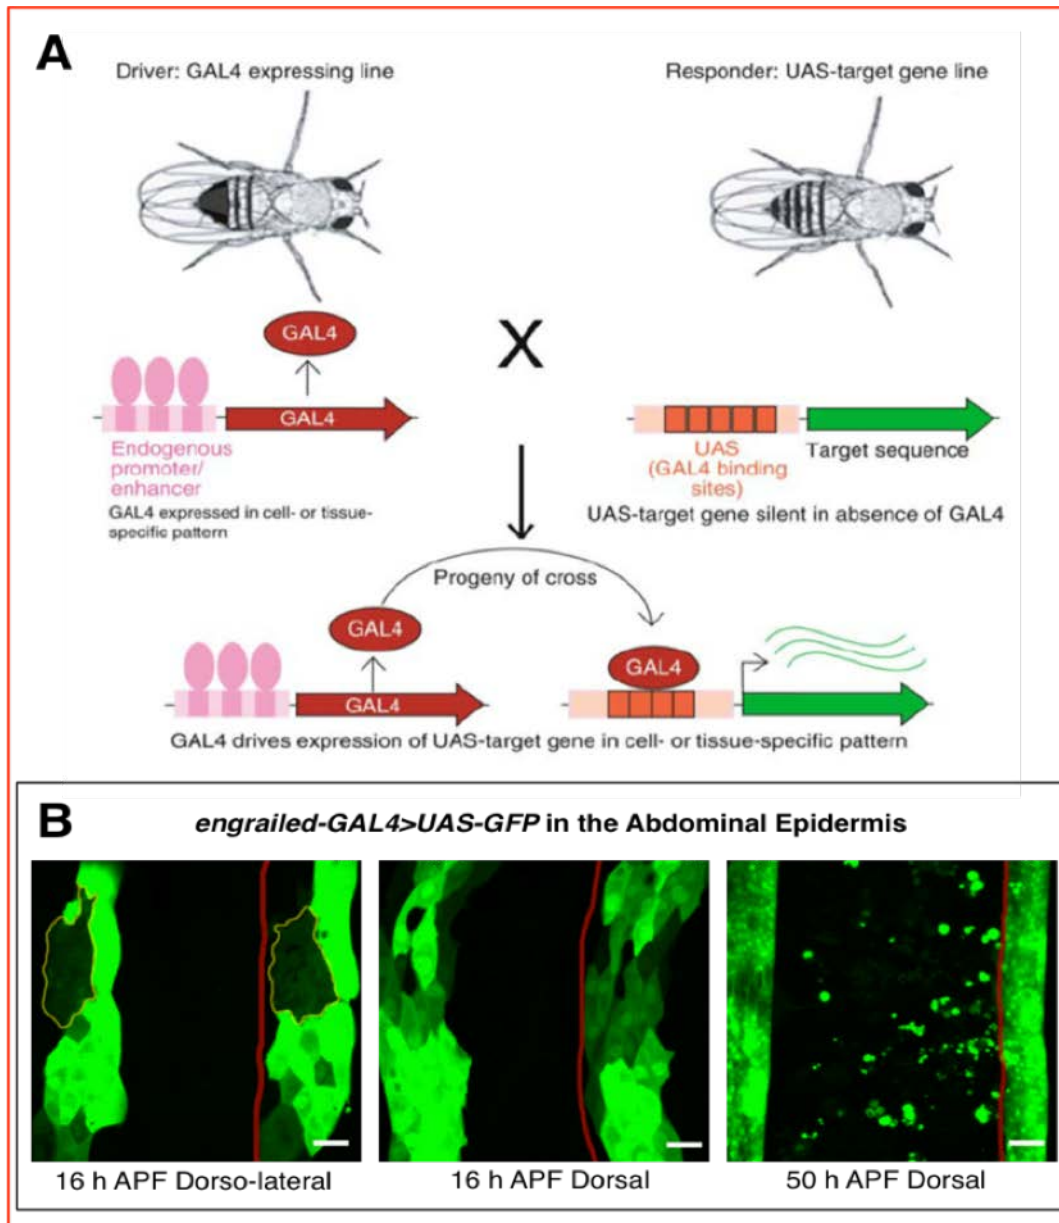 A
Driver: GAL4 expressing line
Responder: UAS-target gene line
GAL4
X
GAL4
Endogenous
promoter/
enhancer
GAL4 expressed in cell- or tissue-
specific pattern
UAS
(GAL4 binding
sites)
Target sequence
UAS-target gene silent in absence of GAL4
Progeny of cross
GAL4
GAL4
GAL4
GAL4 drives expression of UAS-target gene in cell- or tissue-specific pattern
B
engrailed-GAL4>UAS-GFP in the Abdominal Epidermis
16 h APF Dorso-lateral
16 h APF Dorsal
50 h APF Dorsal